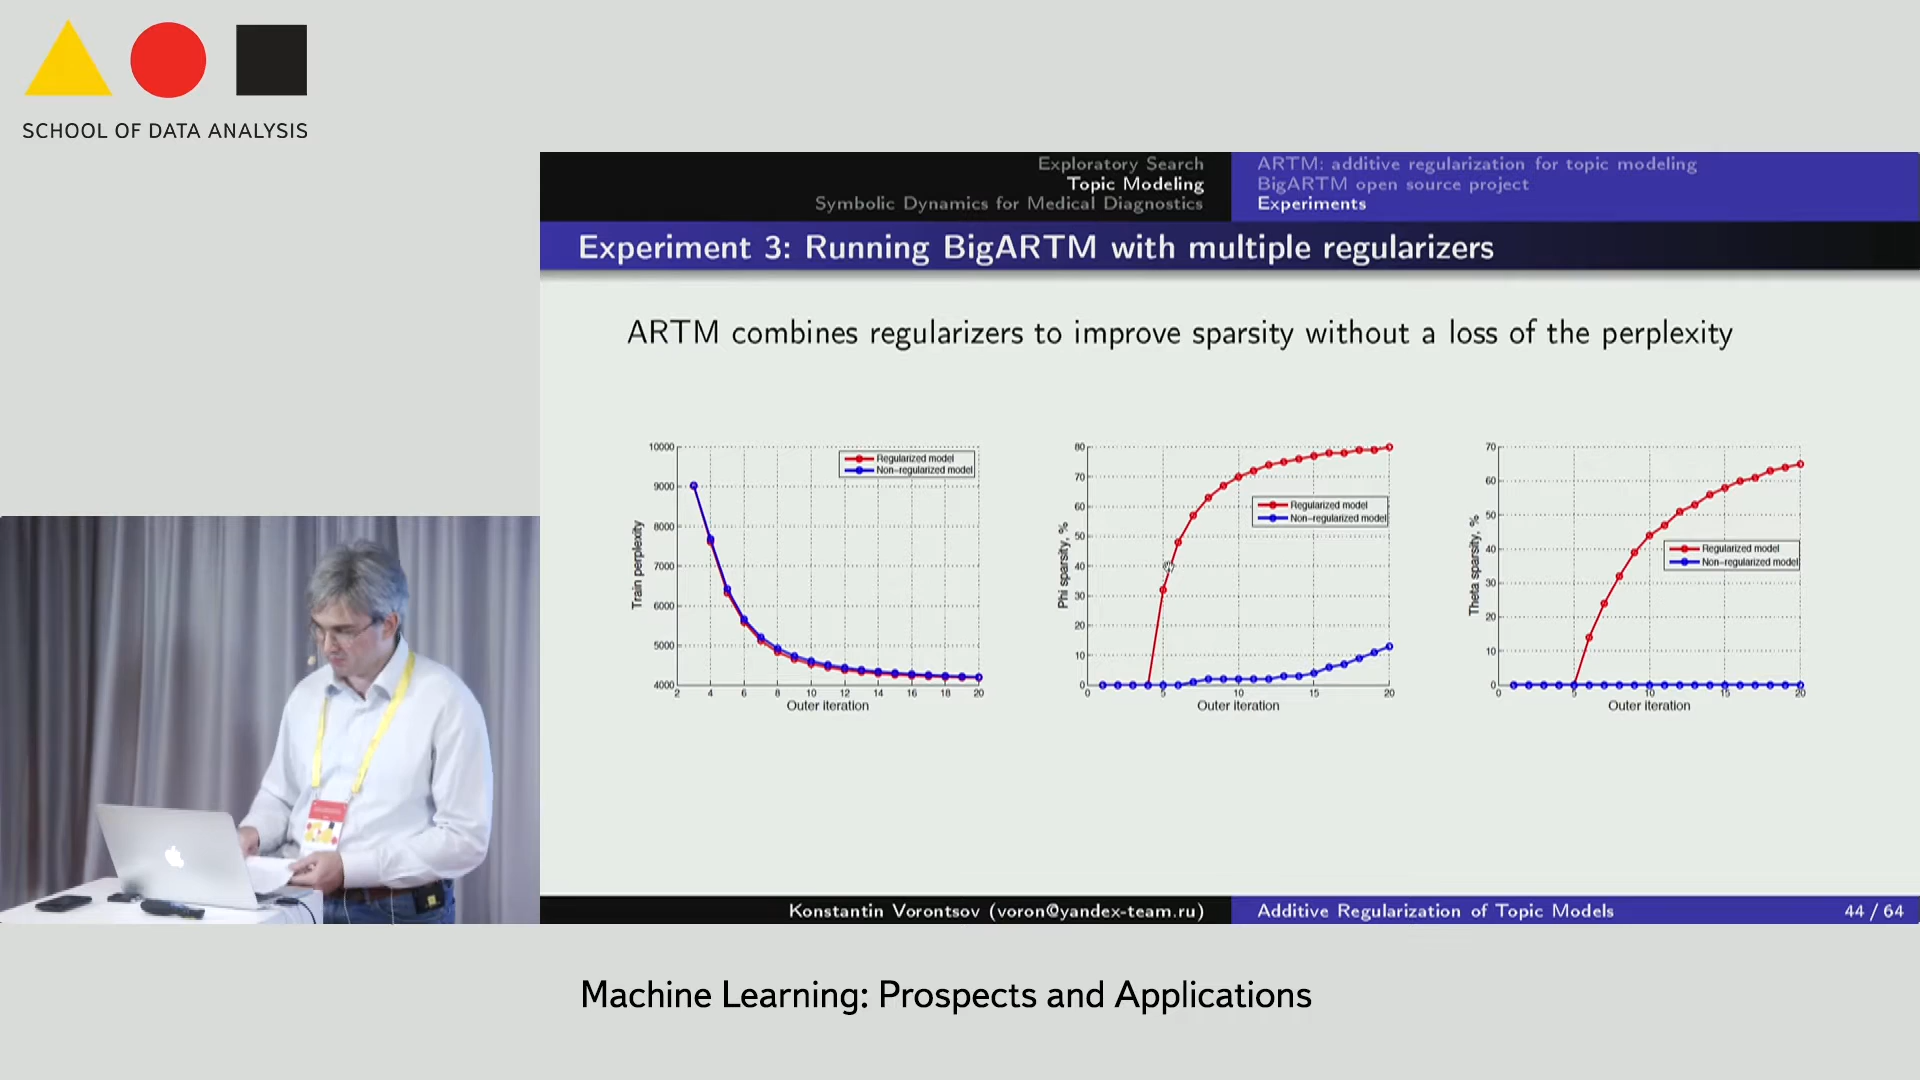 SCHOOL OF DATA ANALYSIS
Exploratory Search
Topic Modeling
Symbolic Dynamics for Medical Diagnostics
ARTM: additive regularization for topic modeling
BigARTM open source project
Experiments
Experiment 3: Running BigARTM with multiple regularizers
ARTM combines regularizers to improve sparsity without a loss of the perplexity
10000
9000
8000
7000
6000
5000
4000
Train perplexity
Regularized model
Non-regularized model
2 4 6 8 10 12 14 16 18 20
Outer iteration
80
70
60
50
40
30
20
10
0
Phi sparsity, %
Regularized model
Non-regularized model
0 5 10 15 20
Outer iteration
70
60
50
40
30
20
10
0
Theta sparsity, %
Regularized model
Non-regularized model
0 5 10 15 20
Outer iteration
Konstantin Vorontsov (voron@yandex-team.ru)
Additive Regularization of Topic Models
44 / 64
Machine Learning: Prospects and Applications